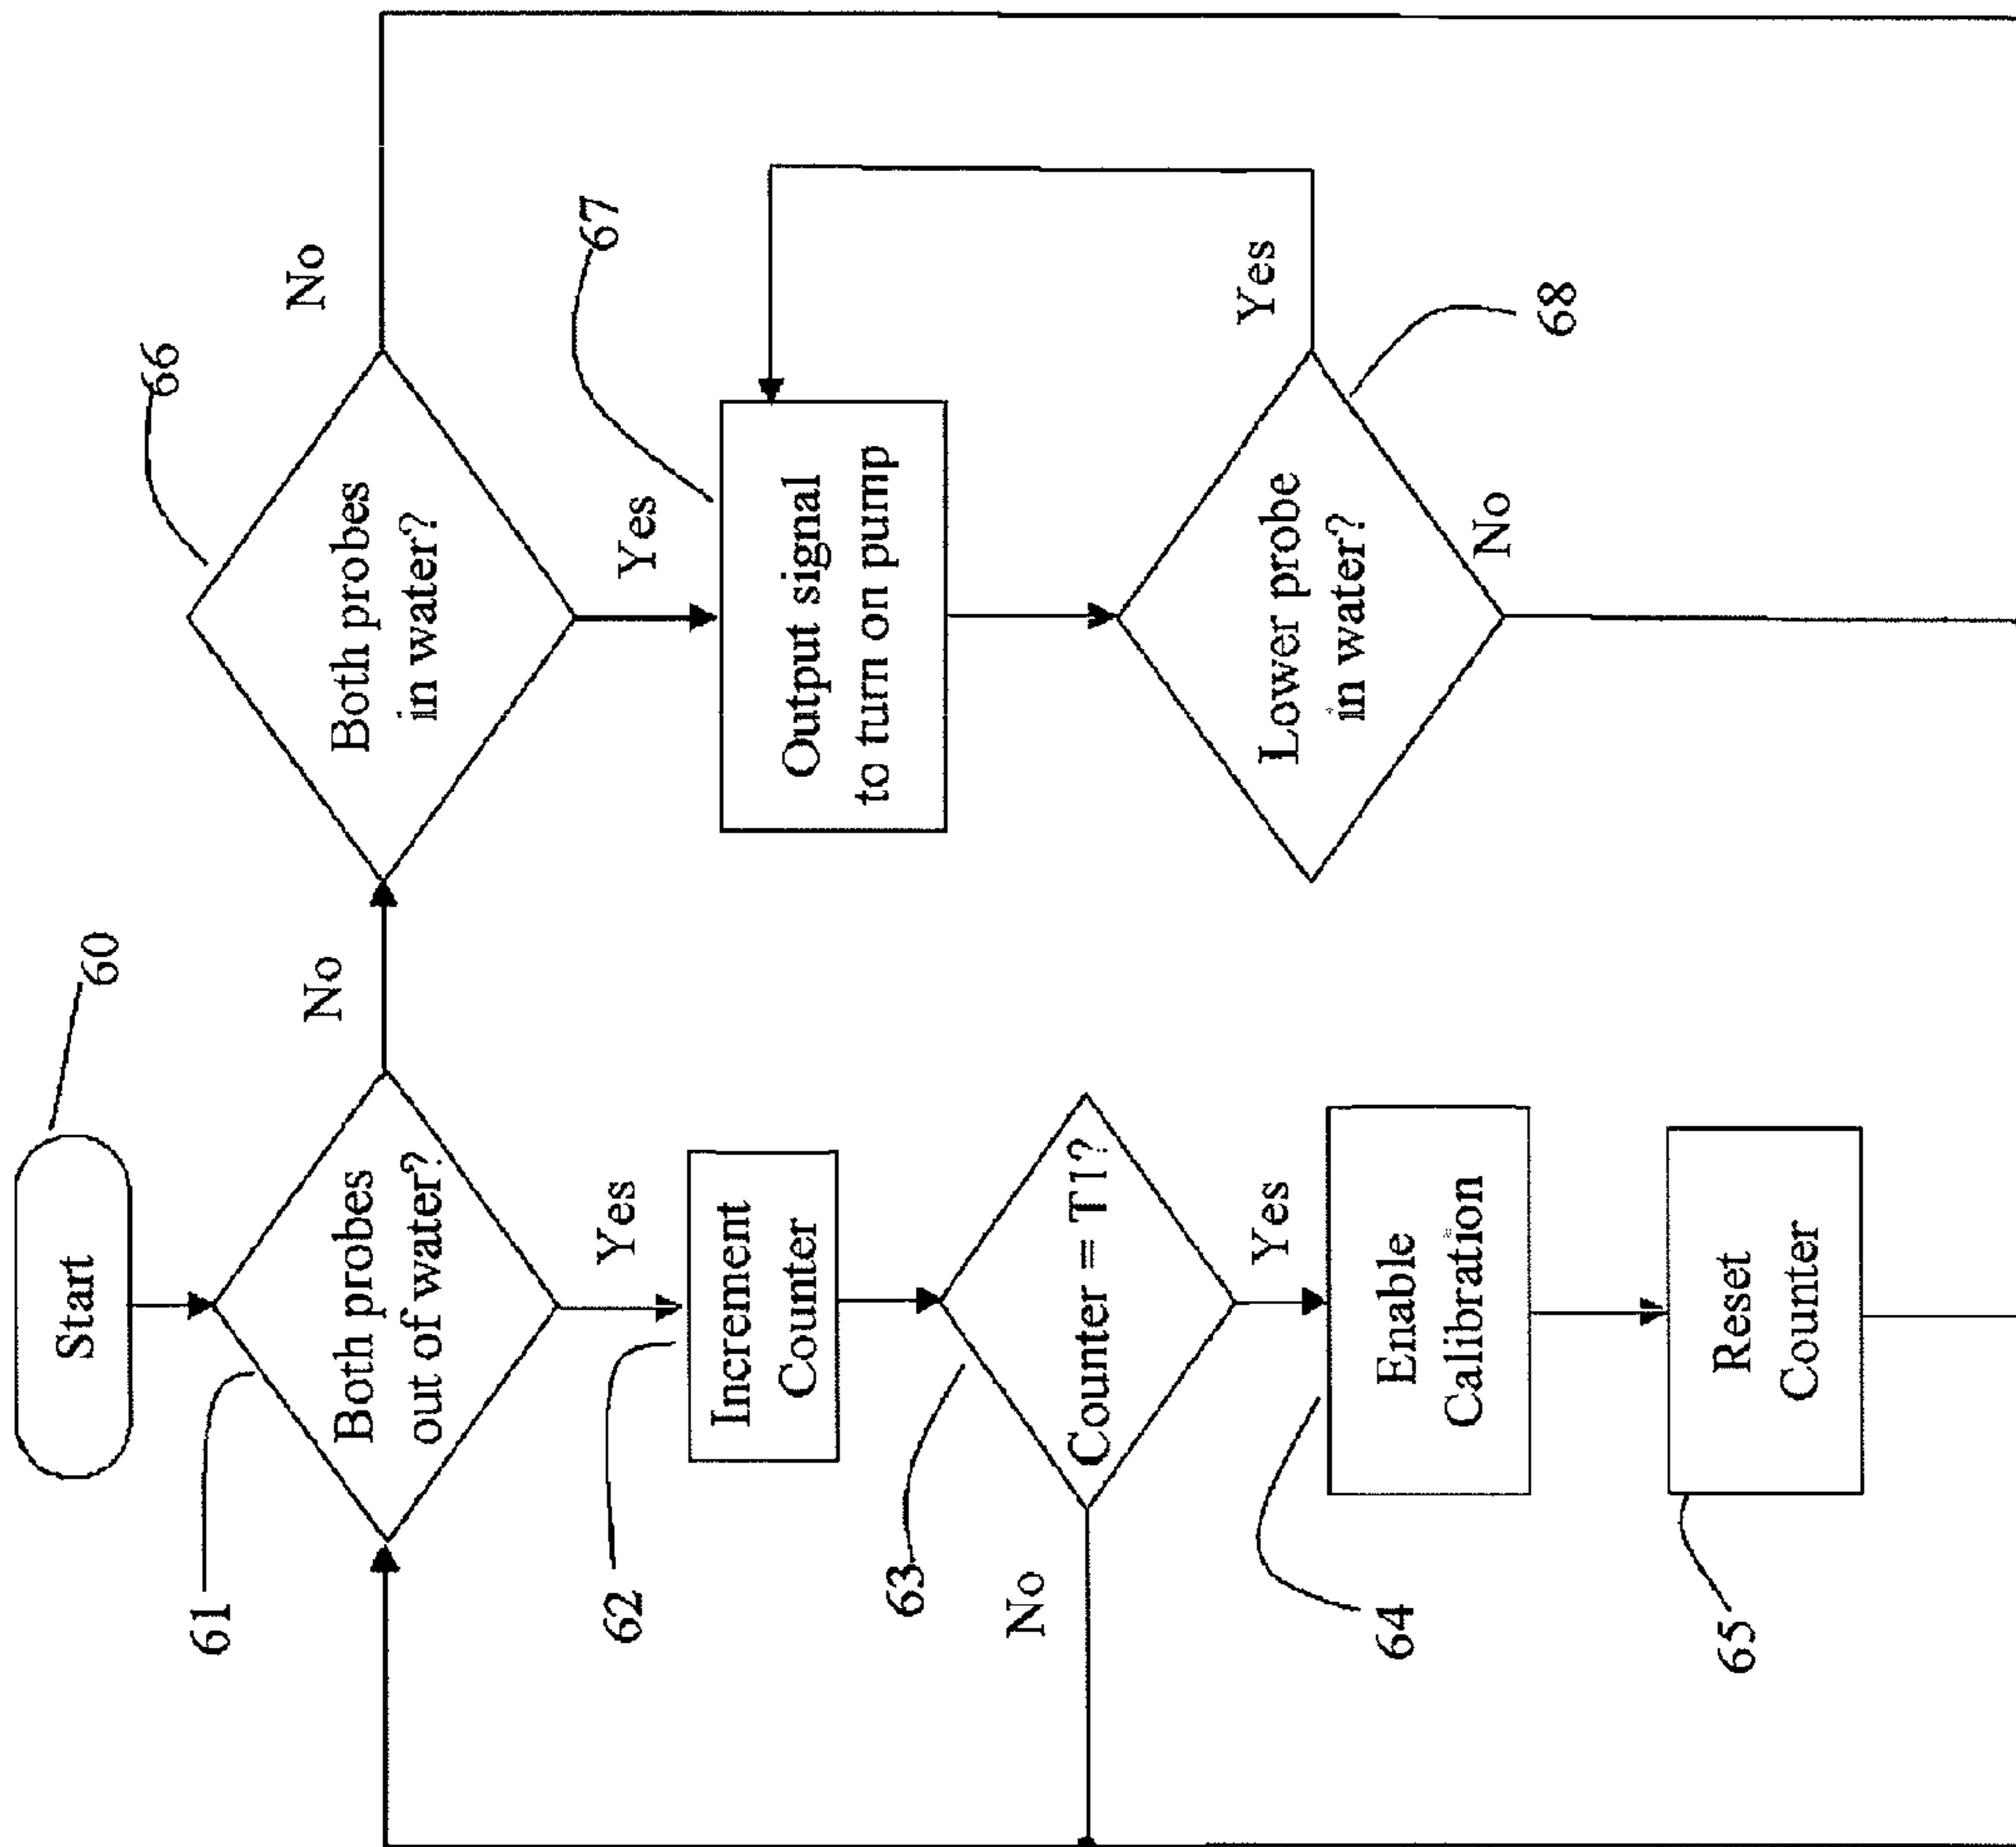 60
Start
61
Both probes
out of water?
No
Yes
62
Increment
Counter
63
Counter = T1?
No
Yes
64
Enable
Calibration
65
Reset
Counter
66
Both probes
in water?
No
Yes
67
Output signal
to turn on pump
Lower probe
in water?
Yes
68
No